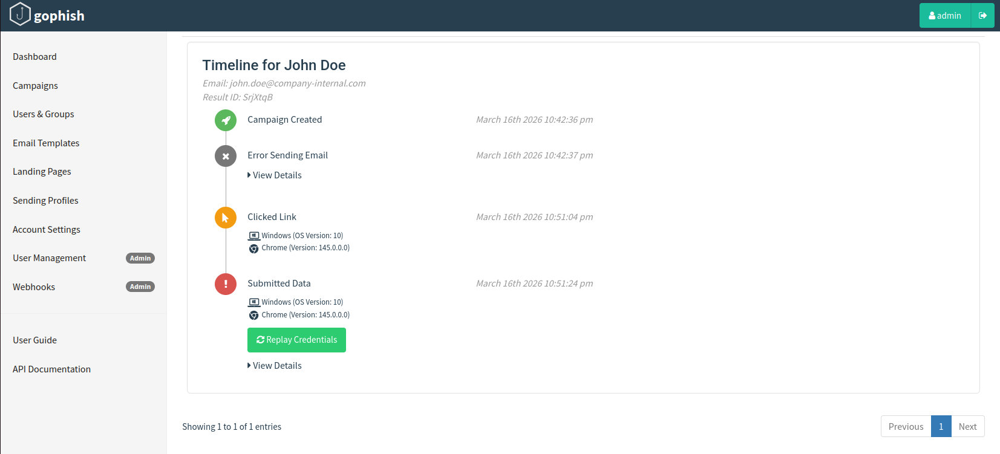 gophish
admin
Dashboard
Campaigns
Users & Groups
Email Templates
Landing Pages
Sending Profiles
Account Settings
User Management Admin
Webhooks Admin
User Guide
API Documentation
Timeline for John Doe
Email: john.doe@company-internal.com
Result ID: SrjXtqB
Campaign Created March 16th 2026 10:42:36 pm
Error Sending Email March 16th 2026 10:42:37 pm
View Details
Clicked Link March 16th 2026 10:51:04 pm
Windows (OS Version: 10)
Chrome (Version: 145.0.0.0)
Submitted Data March 16th 2026 10:51:24 pm
Windows (OS Version: 10)
Chrome (Version: 145.0.0.0)
Replay Credentials
View Details
Showing 1 to 1 of 1 entries
Previous 1 Next